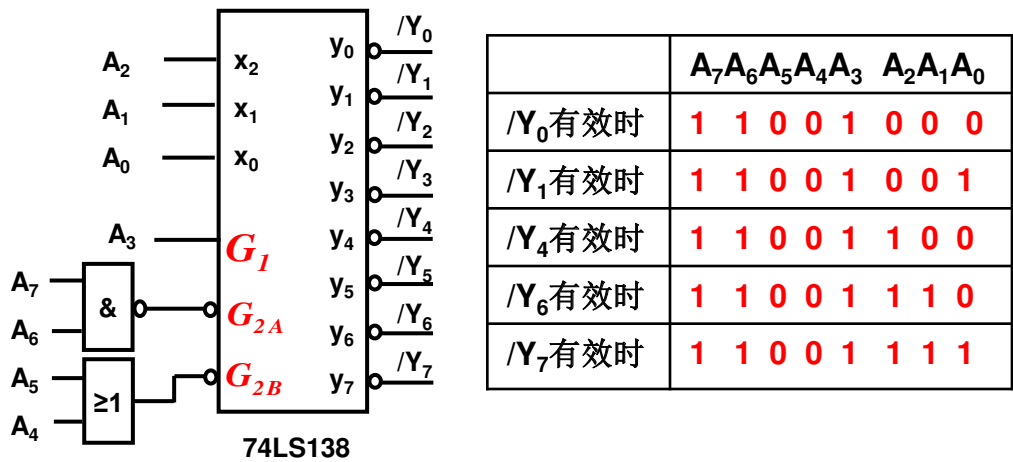 A₂
A₁
A₀
A₃
A₇
A₆
A₅
A₄
&
≥1
x₂
x₁
x₀
G₁
G₂A
G₂B
y₀
y₁
y₂
y₃
y₄
y₅
y₆
y₇
/Y₀
/Y₁
/Y₂
/Y₃
/Y₄
/Y₅
/Y₆
/Y₇
74LS138
A₇A₆A₅A₄A₃ A₂A₁A₀
/Y₀有效时 1 1 0 0 1 0 0 0
/Y₁有效时 1 1 0 0 1 0 0 1
/Y₄有效时 1 1 0 0 1 1 0 0
/Y₆有效时 1 1 0 0 1 1 1 0
/Y₇有效时 1 1 0 0 1 1 1 1